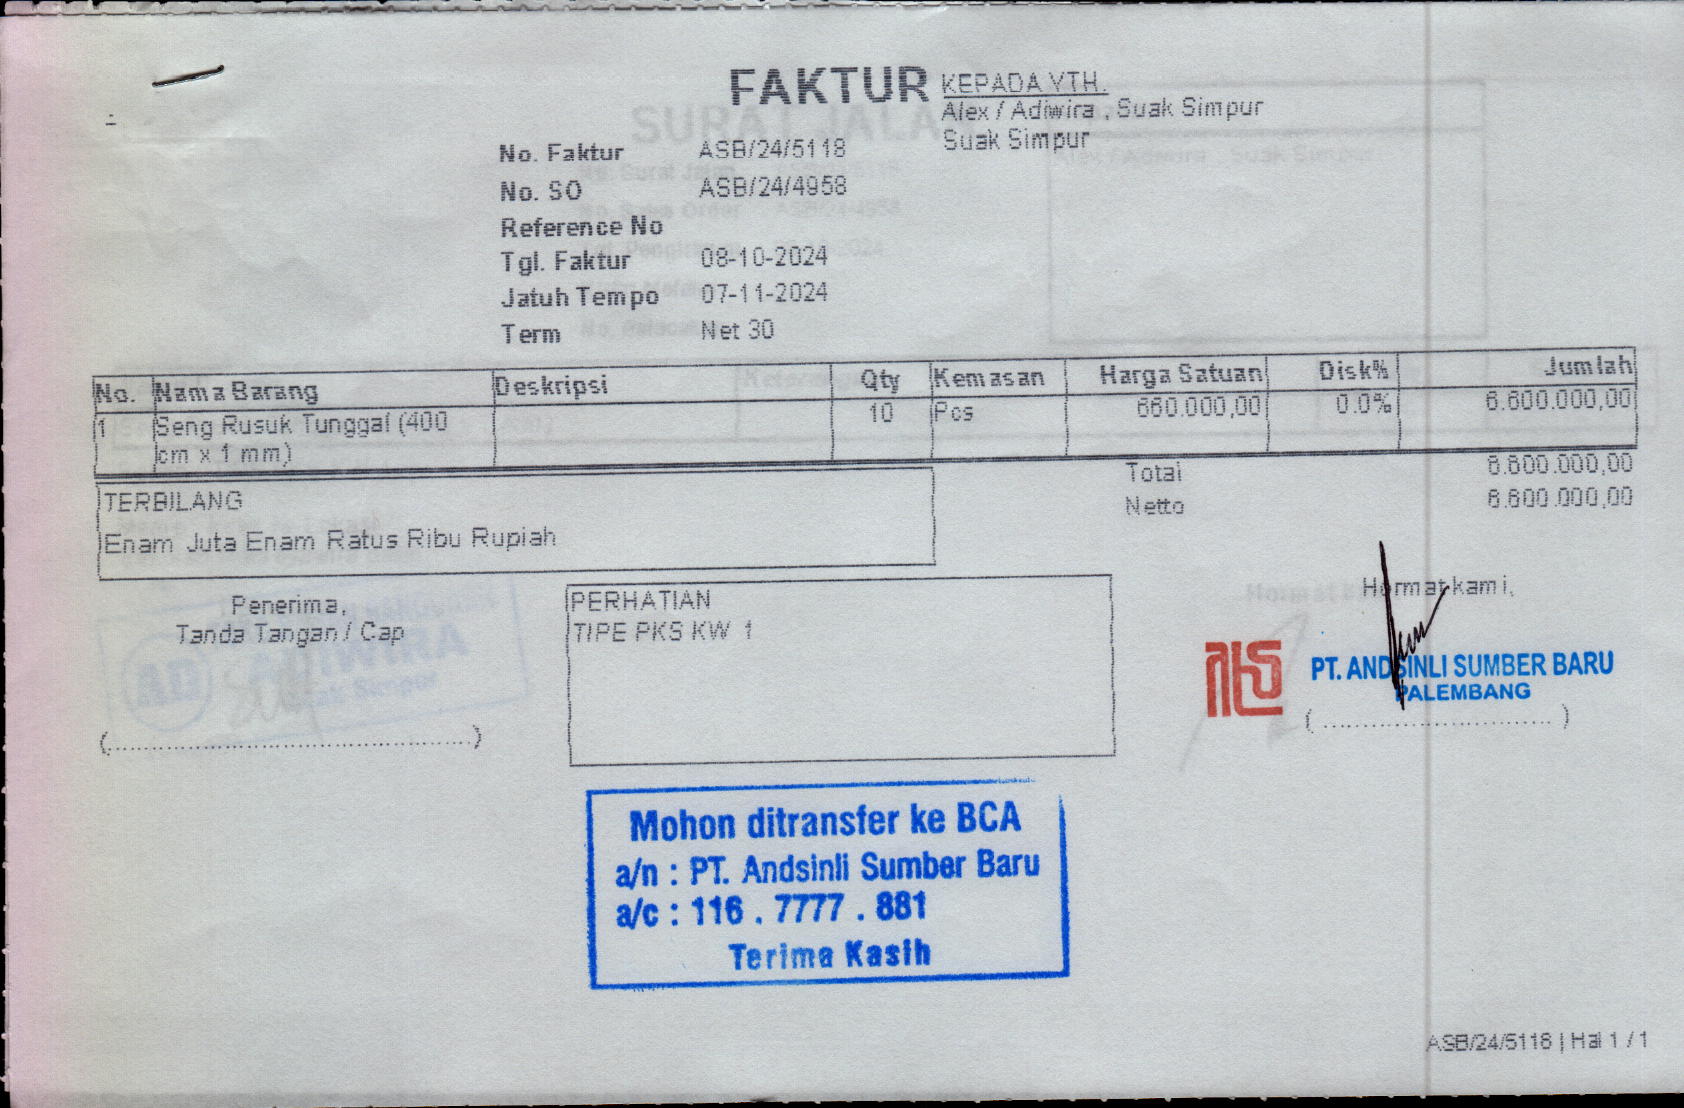 FAKTUR
KEPADA YTH.
Alex / Adiwira , Suak Simpur
Suak Simpur
No. Faktur ASB/24/5118
No. SO ASB/24/4958
Reference No
Tgl. Faktur 08-10-2024
Jatuh Tempo 07-11-2024
Term Net 30
No. Nama Barang Deskripsi Qty Kemasan Harga Satuan Disk% Jumlah
1 Seng Rusuk Tunggal (400 10 Pcs 660.000,00 0.0% 6.600.000,00
cm x 1 mm)
Total 6.600.000,00
Netto 6.600.000,00
TERBILANG
Enam Juta Enam Ratus Ribu Rupiah
Penerima,
Tanda Tangan / Cap
(..............................................)
PERHATIAN
TIPE PKS KW 1
Hormat kami,
PT. ANDSINLI SUMBER BARU
PALEMBANG
( ............................ )
Mohon ditransfer ke BCA
a/n : PT. Andsinli Sumber Baru
a/c : 116 . 7777 . 881
Terima Kasih
ASB/24/5118 | Hal 1 / 1